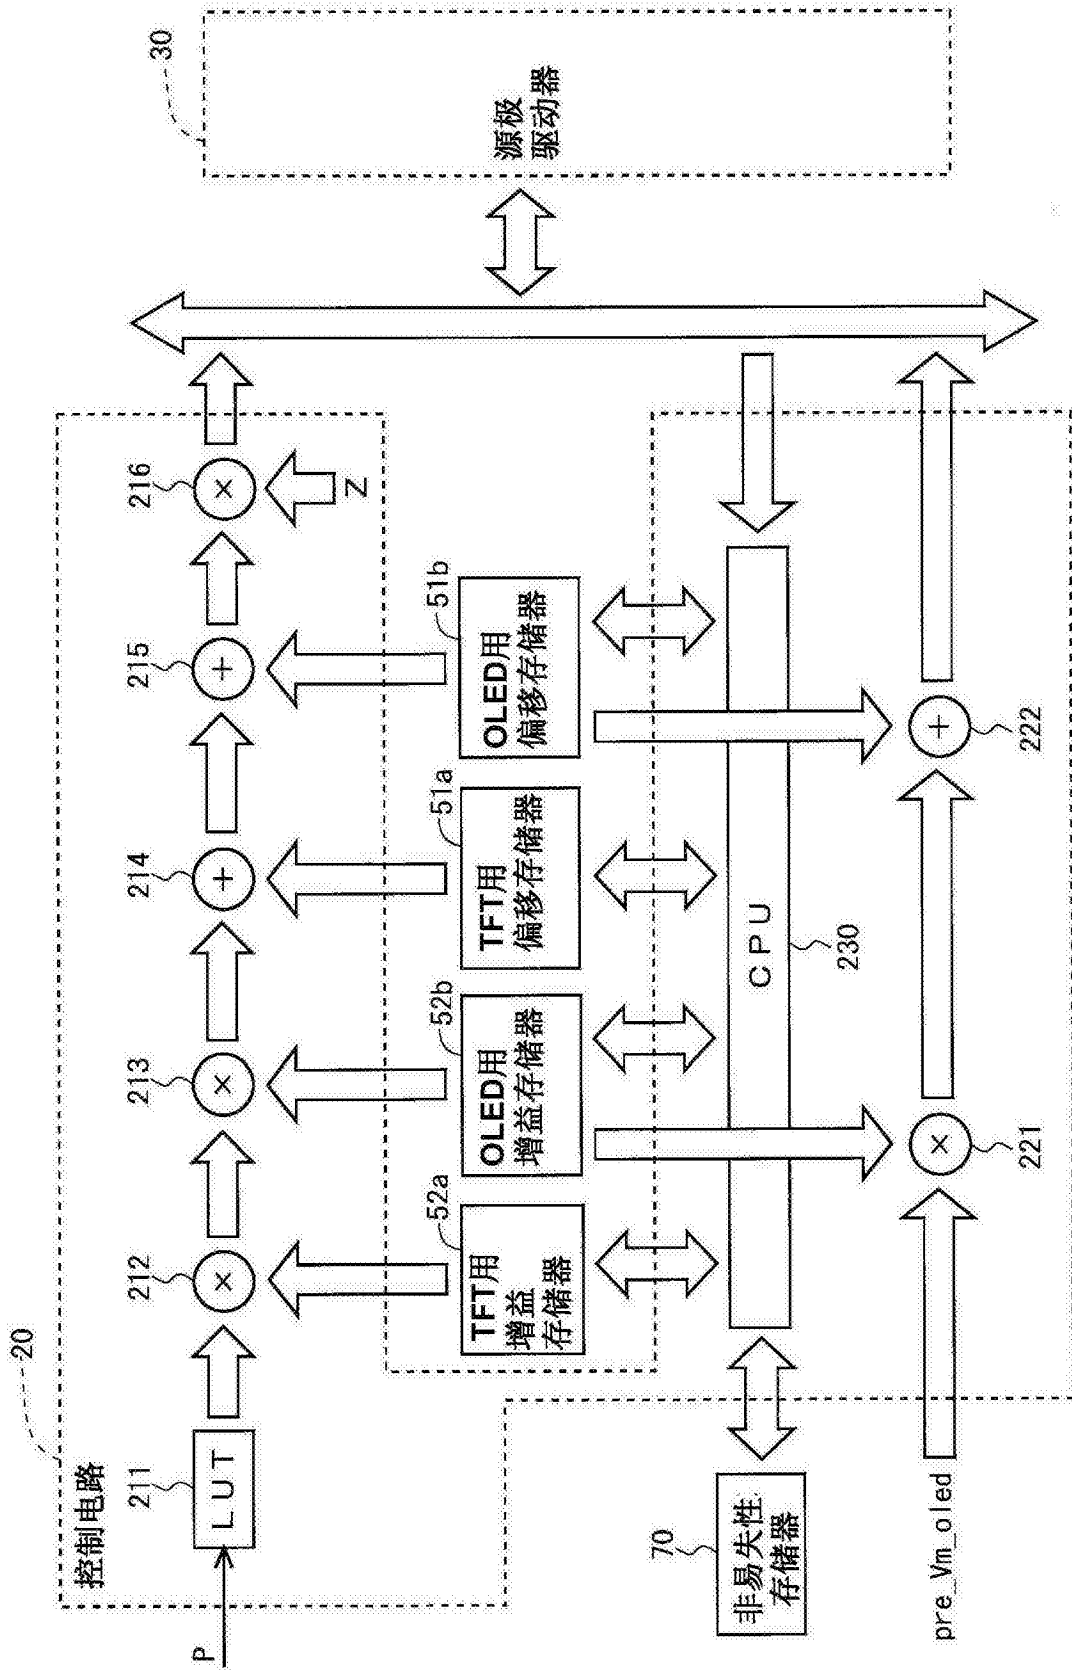 控制电路
20
P
211
LUT
212
213
214
215
216
Z
30
源极
驱动器
52a
TFT用
增益
存储器
52b
OLED用
增益存储器
51a
TFT用
偏移存储器
51b
OLED用
偏移存储器
70
非易失性
存储器
CPU
230
pre_Vm_oled
221
222